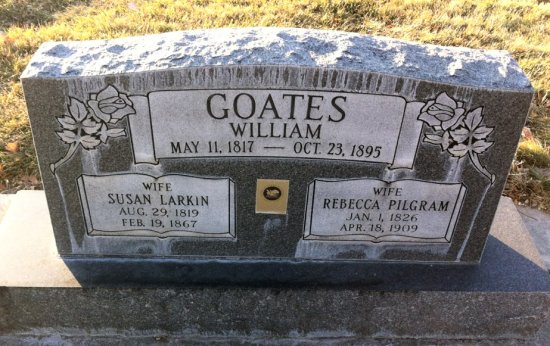 GOATES
WILLIAM
MAY 11, 1817 — OCT. 23, 1895
WIFE
SUSAN LARKIN
AUG. 29, 1819
FEB. 19, 1867
WIFE
REBECCA PILGRAM
JAN. 1, 1826
APR. 18, 1909